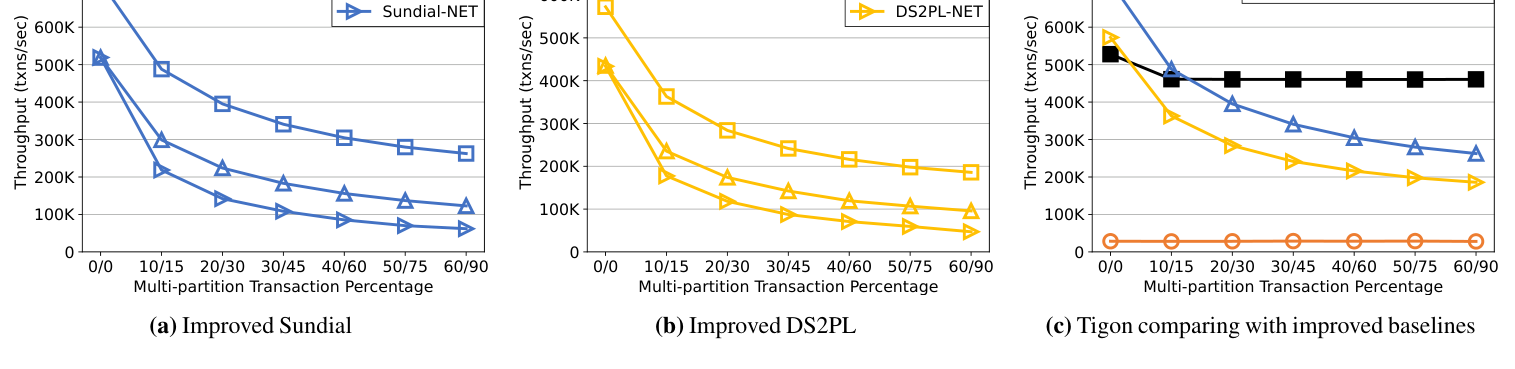 Sundial-NET
600K
500K
400K
300K
200K
100K
0
Throughput (txns/sec)
0/0 10/15 20/30 30/45 40/60 50/75 60/90
Multi-partition Transaction Percentage
(a) Improved Sundial
DS2PL-NET
500K
400K
300K
200K
100K
0
Throughput (txns/sec)
0/0 10/15 20/30 30/45 40/60 50/75 60/90
Multi-partition Transaction Percentage
(b) Improved DS2PL
600K
500K
400K
300K
200K
100K
0
Throughput (txns/sec)
0/0 10/15 20/30 30/45 40/60 50/75 60/90
Multi-partition Transaction Percentage
(c) Tigon comparing with improved baselines